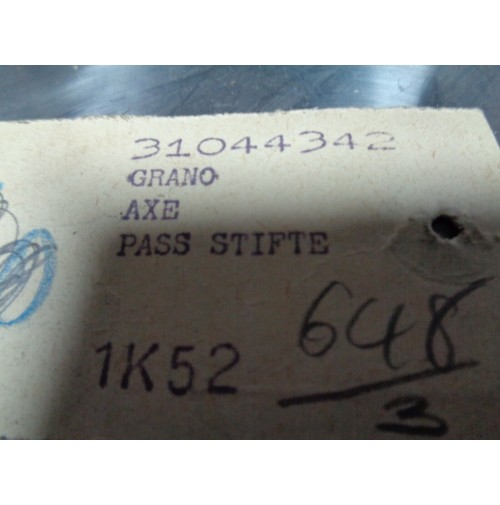 31044342
GRANO
AXE
PASS STIFTE
1K52
648
3